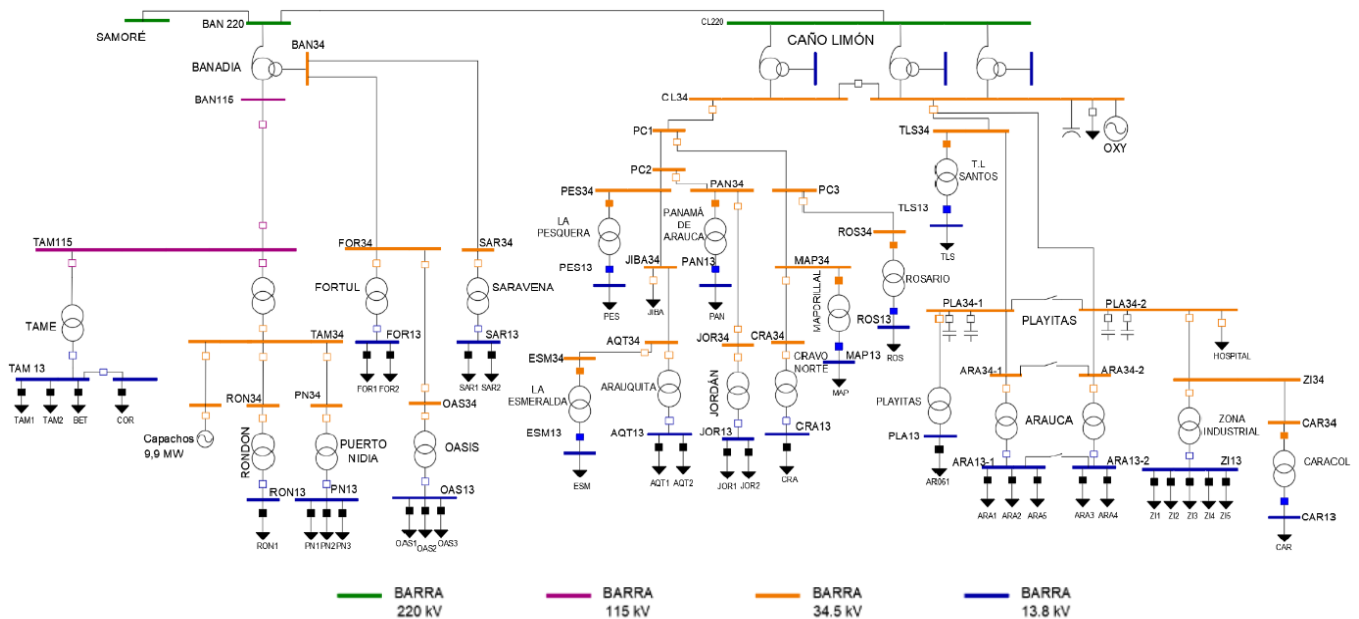 BAN 220
CL220
SAMORÉ
CAÑO LIMÓN
BAN34
BANADIA
BAN115
CL34
OXY
PC1
TLS34
T.L
SANTOS
TLS13
TLS
PC2
PES34
PAN34
PC3
LA
PESQUERA
PANAMÁ
DE
ARAUCA
PES13
PES
JIBA34
JIBA
PAN13
PAN
MAP34
ROS34
ROSARIO
ROS13
ROS
TAM115
FOR34
SAR34
FORTUL
SARAVENA
TAME
TAM34
FOR13
SAR13
FOR1
FOR2
SAR1
SAR2
TAM 13
TAM1
TAM2
BET
COR
RON34
PN34
OAS34
Capachos
9,9 MW
RONDON
PUERTO
NIDIA
OASIS
RON13
PN13
OAS13
RON1
PN1
PN2
PN3
OAS1
OAS2
OAS3
AQT34
ESM34
LA
ESMERALDA
ARAUQUITA
ESM13
ESM
AQT13
AQT1
AQT2
JOR34
JORDÁN
JOR13
JOR1
JOR2
CRA34
CRAVO
NORTE
CRA13
CRA
MAP13
MAP
PLA34-1
PLAYITAS
PLA34-2
HOSPITAL
PLAYITAS
PLA13
ARI061
ARA34-1
ARA34-2
ARAUCA
ARA13-1
ARA13-2
ARA1
ARA2
ARA5
ARA3
ARA4
ZI34
ZONA
INDUSTRIAL
ZI13
ZI1
ZI2
ZI3
ZI4
ZI5
CAR34
CARACOL
CAR13
CAR
BARRA
220 kV
BARRA
115 kV
BARRA
34.5 kV
BARRA
13.8 kV